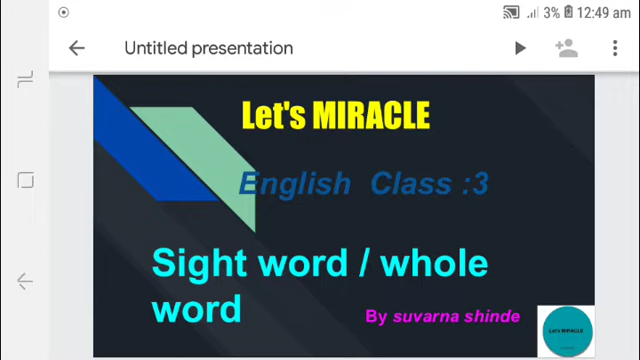 3% 12:49 am
Untitled presentation
Let's MIRACLE
English Class :3
Sight word / whole
word
By suvarna shinde
Let's MIRACLE